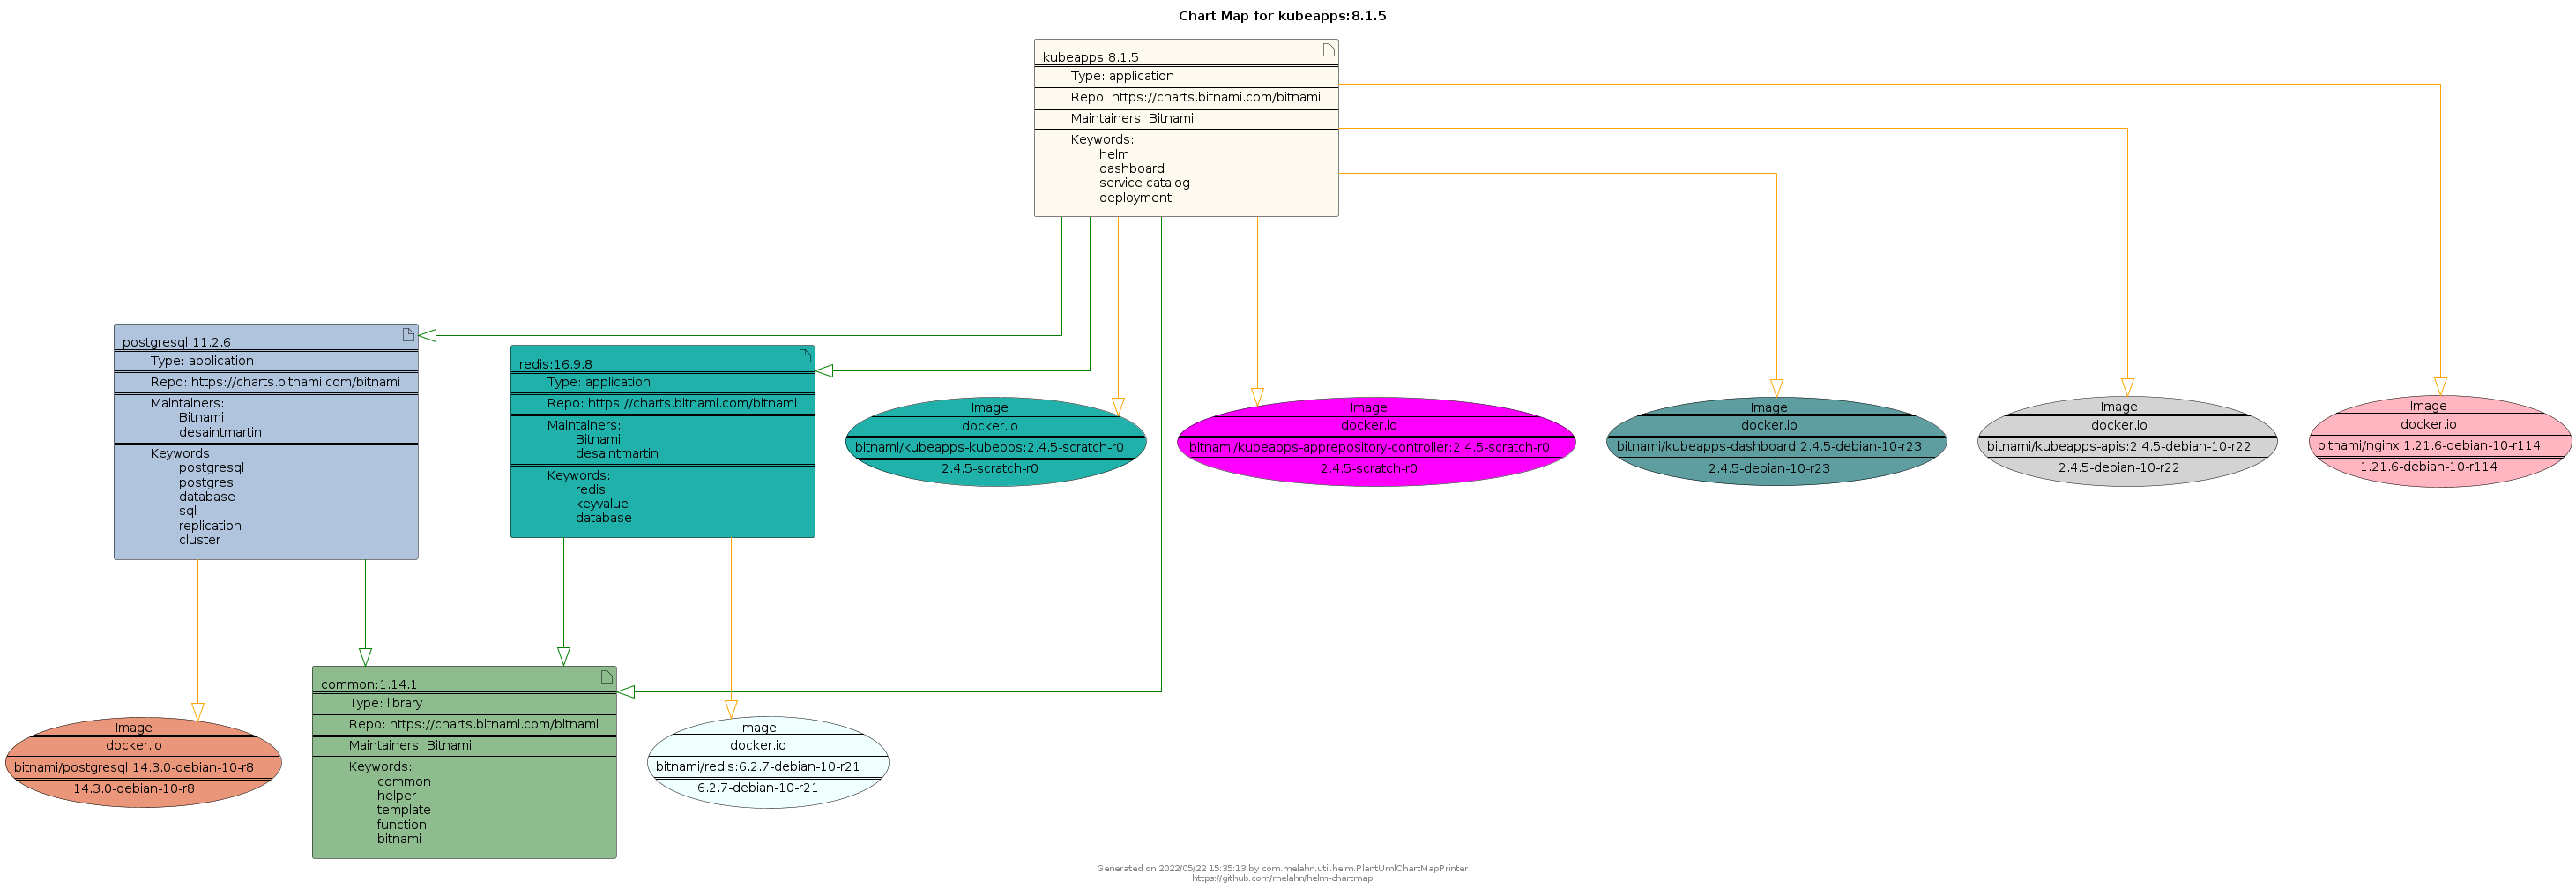 Chart Map for kubeapps:8.1.5
kubeapps:8.1.5
Type: application
Repo: https://charts.bitnami.com/bitnami
Maintainers: Bitnami
Keywords:
helm
dashboard
service catalog
deployment
postgresql:11.2.6
Type: application
Repo: https://charts.bitnami.com/bitnami
Maintainers:
Bitnami
desaintmartin
Keywords:
postgresql
postgres
database
sql
replication
cluster
redis:16.9.8
Type: application
Repo: https://charts.bitnami.com/bitnami
Maintainers:
Bitnami
desaintmartin
Keywords:
redis
keyvalue
database
Image
docker.io
bitnami/kubeapps-kubeops:2.4.5-scratch-r0
2.4.5-scratch-r0
Image
docker.io
bitnami/kubeapps-apprepository-controller:2.4.5-scratch-r0
2.4.5-scratch-r0
Image
docker.io
bitnami/kubeapps-dashboard:2.4.5-debian-10-r23
2.4.5-debian-10-r23
Image
docker.io
bitnami/kubeapps-apis:2.4.5-debian-10-r22
2.4.5-debian-10-r22
Image
docker.io
bitnami/nginx:1.21.6-debian-10-r114
1.21.6-debian-10-r114
Image
docker.io
bitnami/postgresql:14.3.0-debian-10-r8
14.3.0-debian-10-r8
common:1.14.1
Type: library
Repo: https://charts.bitnami.com/bitnami
Maintainers: Bitnami
Keywords:
common
helper
template
function
bitnami
Image
docker.io
bitnami/redis:6.2.7-debian-10-r21
6.2.7-debian-10-r21
Generated on 2022/05/22 15:35:13 by com.melahn.util.helm.PlantUmlChartMapPrinter
https://github.com/melahn/helm-chartmap